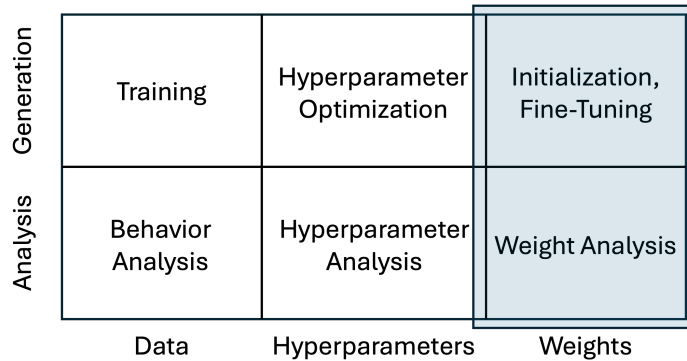 Generation
Training
Hyperparameter
Optimization
Initialization,
Fine-Tuning
Analysis
Behavior
Analysis
Hyperparameter
Analysis
Weight Analysis
Data
Hyperparameters
Weights